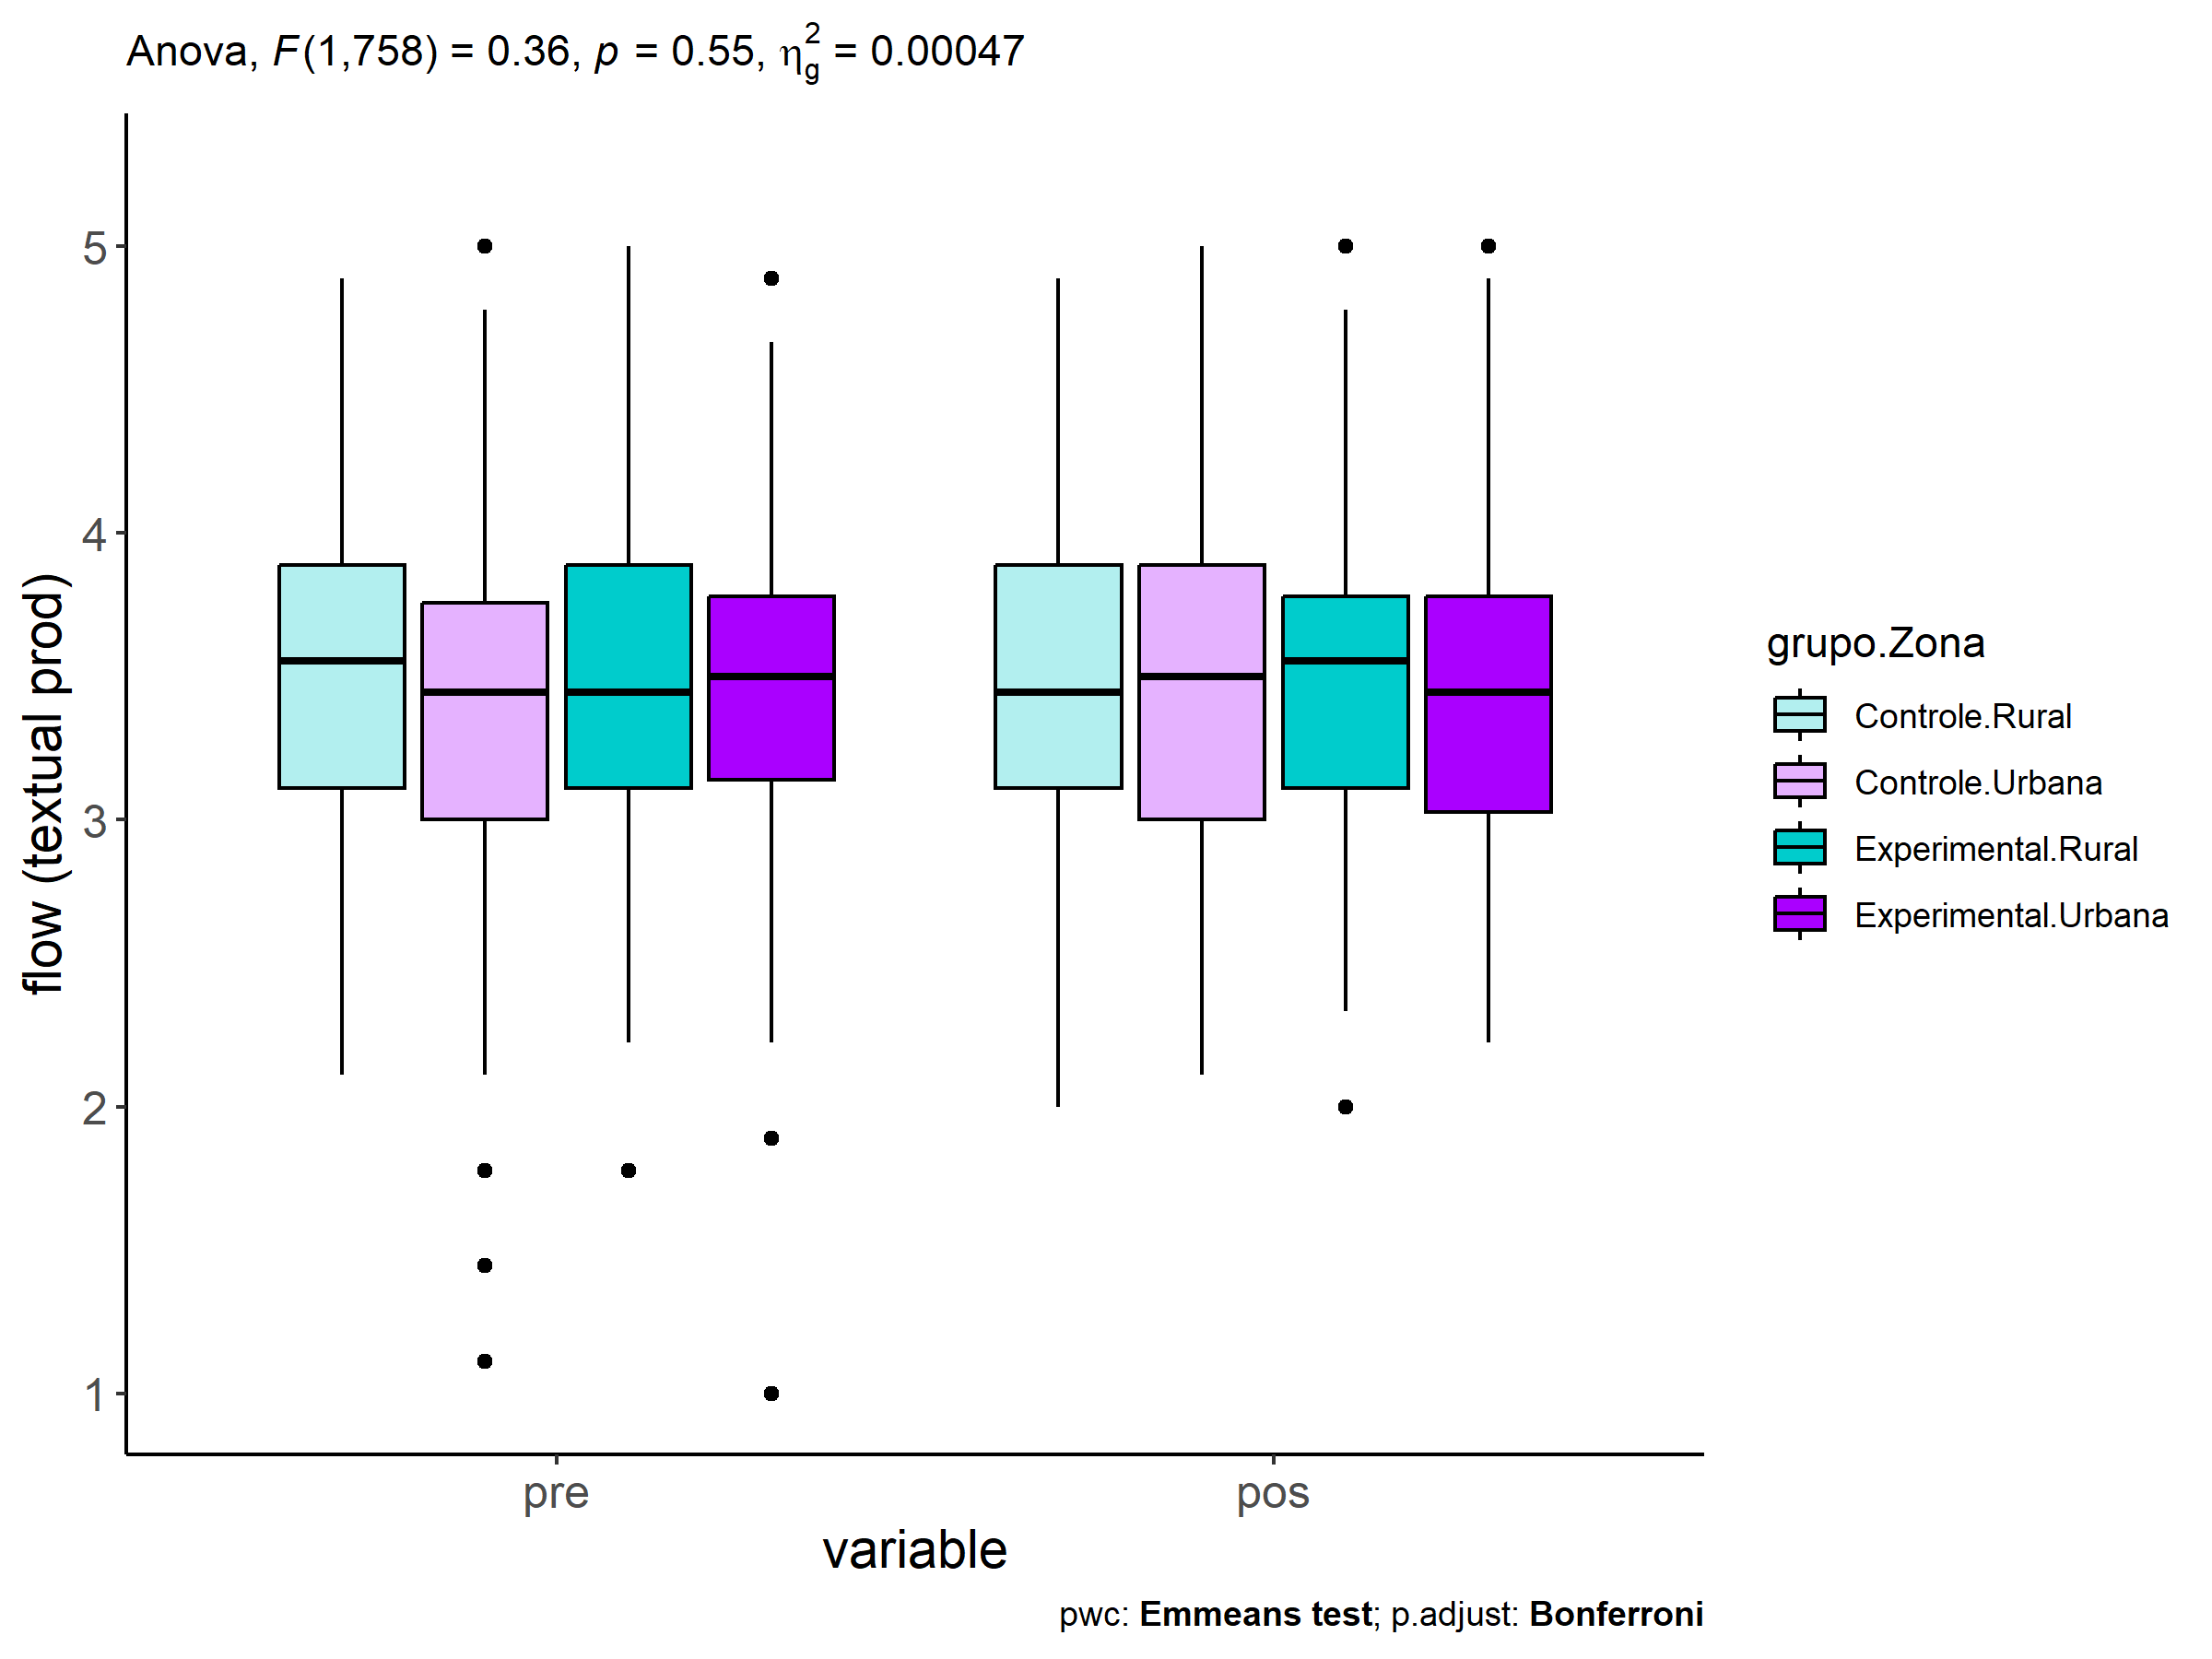 Anova, F(1,758) = 0.36, p = 0.55, η²g = 0.00047
flow (textual prod)
5
4
3
2
1
pre
pos
variable
grupo.Zona
Controle.Rural
Controle.Urbana
Experimental.Rural
Experimental.Urbana
pwc: Emmeans test; p.adjust: Bonferroni